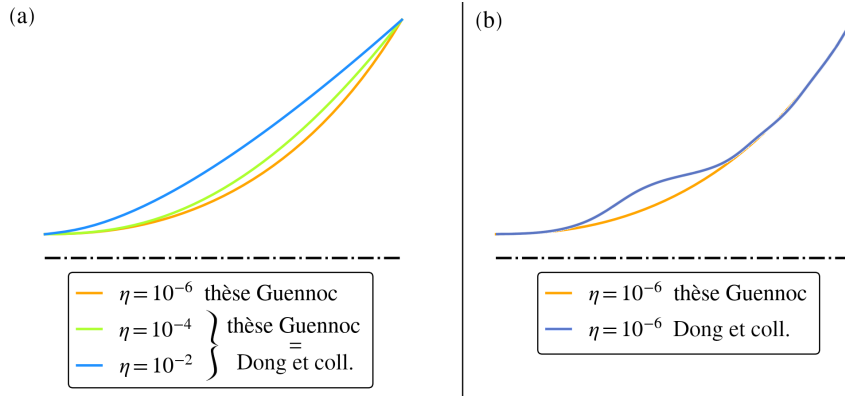 (a)
η = 10⁻⁶ thèse Guennoc
η = 10⁻⁴
η = 10⁻²
} thèse Guennoc
=
Dong et coll.
(b)
η = 10⁻⁶ thèse Guennoc
η = 10⁻⁶ Dong et coll.